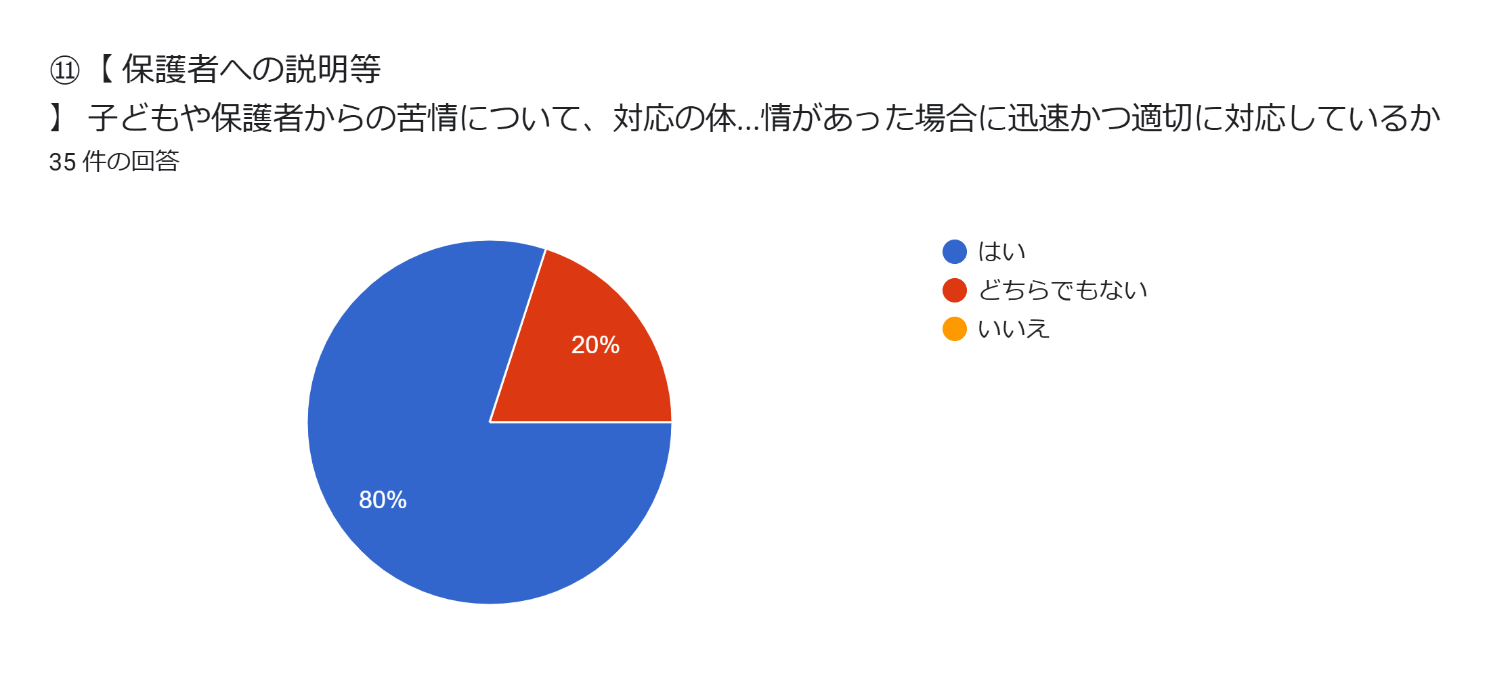 ⑪【 保護者への説明等
】 子どもや保護者からの苦情について、対応の体...情があった場合に迅速かつ適切に対応しているか
35 件の回答
はい
どちらでもない
いいえ
20%
80%